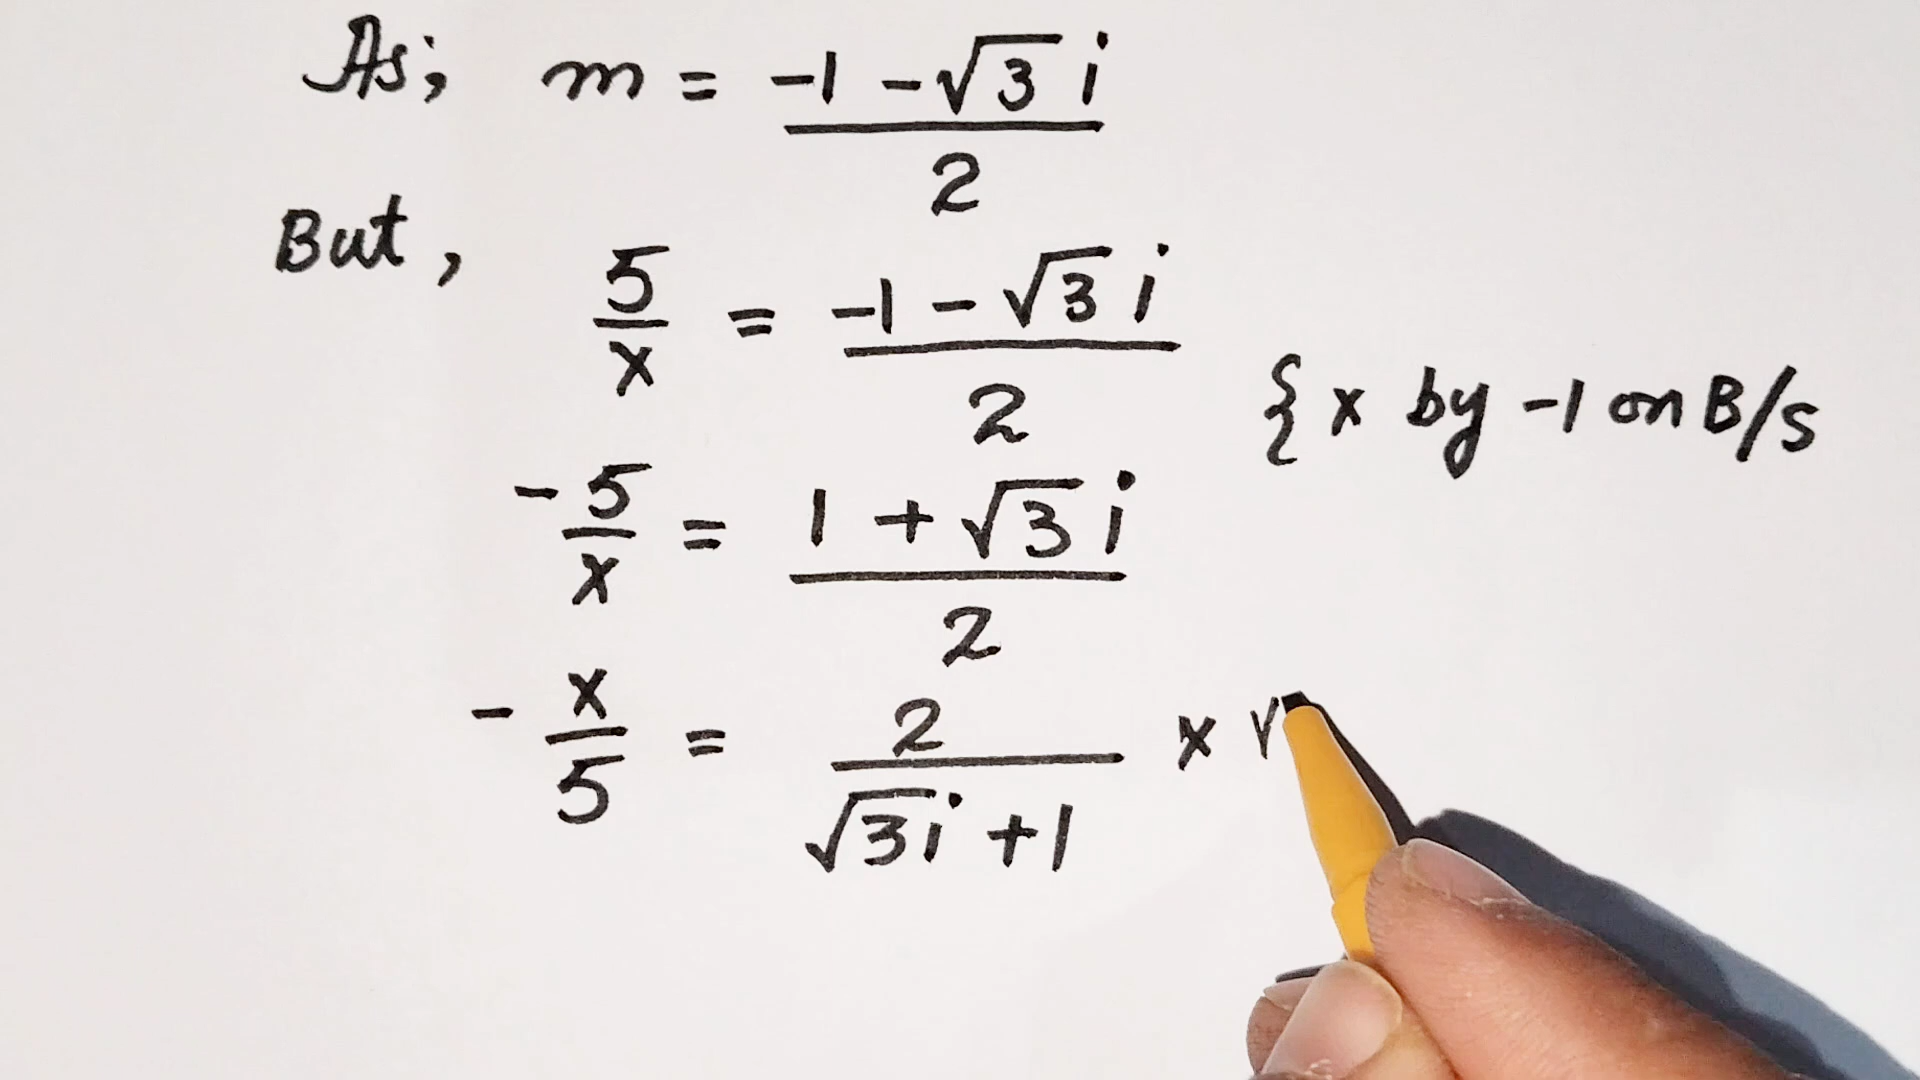 As; m = (-1 - √3 i)/2
But, 5/x = (-1 - √3 i)/2
{x by -1 on B/s
-5/x = (1 + √3 i)/2
-x/5 = 2/(√3i +1) x √